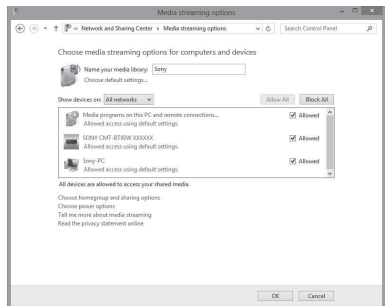 Media streaming options
« Network and Sharing Center ▸ Media streaming options
Search Control Panel
Choose media streaming options for computers and devices
Name your media library: Sony
Choose default settings...
Show devices on: All networks
Allow All
Block All
Media programs on this PC and remote connections...
Allowed
Allowed access using default settings.
SONY CMT-BT80W XXXXXX
Allowed
Allowed access using default settings.
Sony-PC
Allowed
Allowed access using default settings.
All devices are allowed to access your shared media.
Choose homegroup and sharing options
Choose power options
Tell me more about media streaming
Read the privacy statement online
OK
Cancel